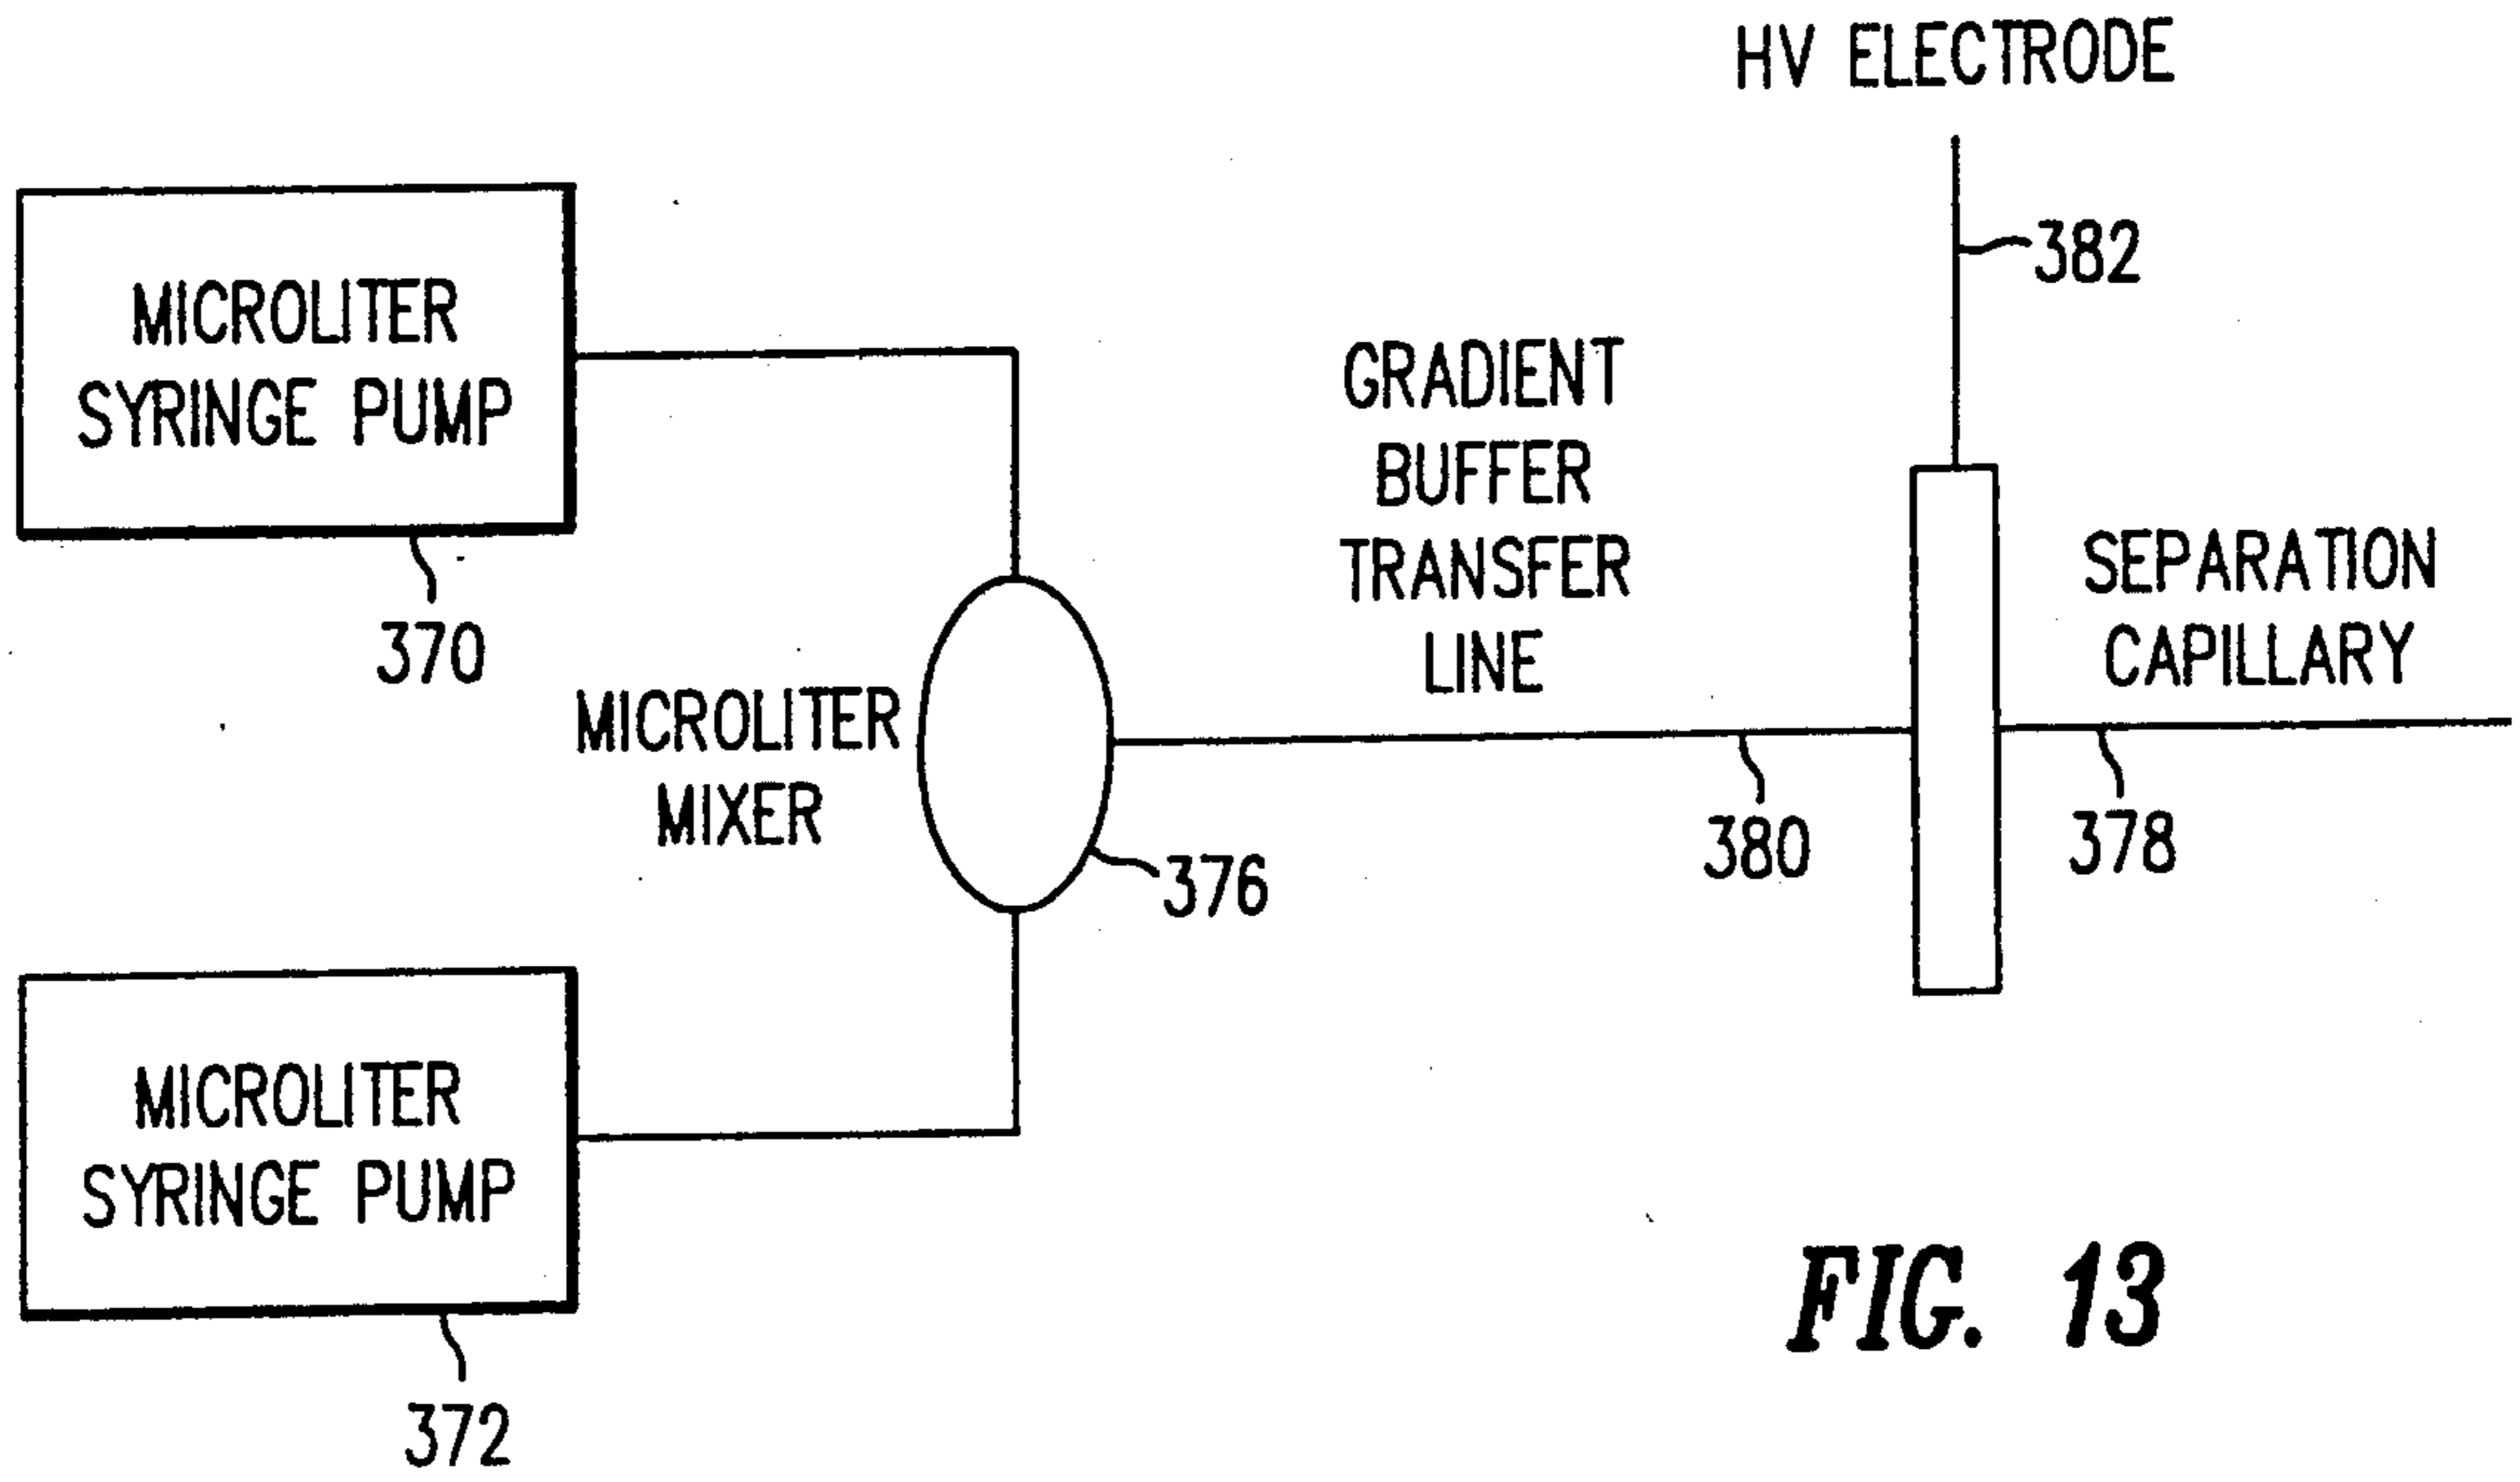 HV ELECTRODE
382
MICROLITER
SYRINGE PUMP
370
GRADIENT
BUFFER
TRANSFER
LINE
SEPARATION
CAPILLARY
MICROLITER
MIXER
376
380
378
MICROLITER
SYRINGE PUMP
372
FIG. 13